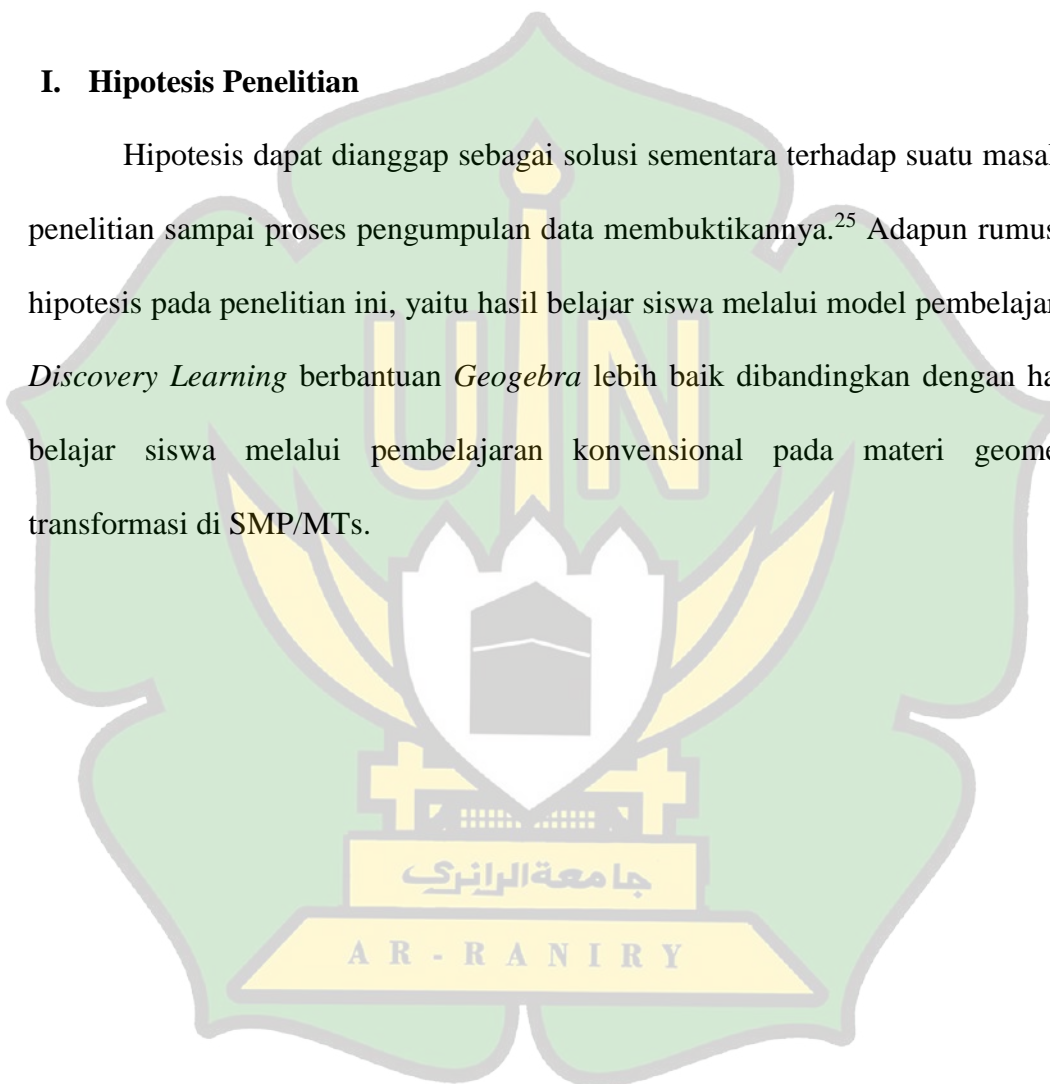 I. Hipotesis Penelitian
Hipotesis dapat dianggap sebagai solusi sementara terhadap suatu masal
penelitian sampai proses pengumpulan data membuktikannya.25 Adapun rumus
hipotesis pada penelitian ini, yaitu hasil belajar siswa melalui model pembelajar
Discovery Learning berbantuan Geogebra lebih baik dibandingkan dengan ha
belajar siswa melalui pembelajaran konvensional pada materi geome
transformasi di SMP/MTs.
UIN
جامعة الرانري
AR-RANIRY